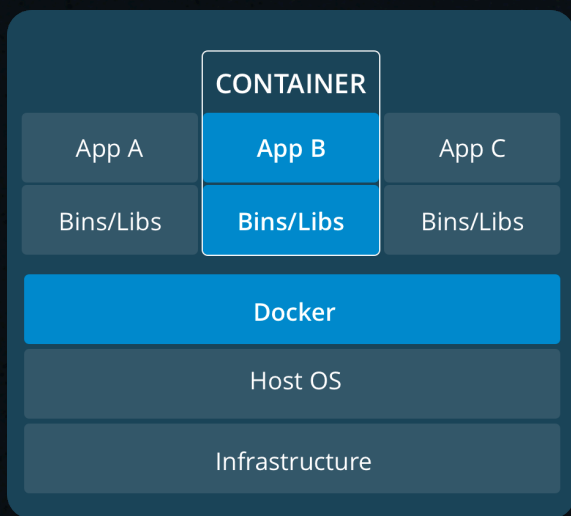 CONTAINER
App A
App B
App C
Bins/Libs
Bins/Libs
Bins/Libs
Docker
Host OS
Infrastructure